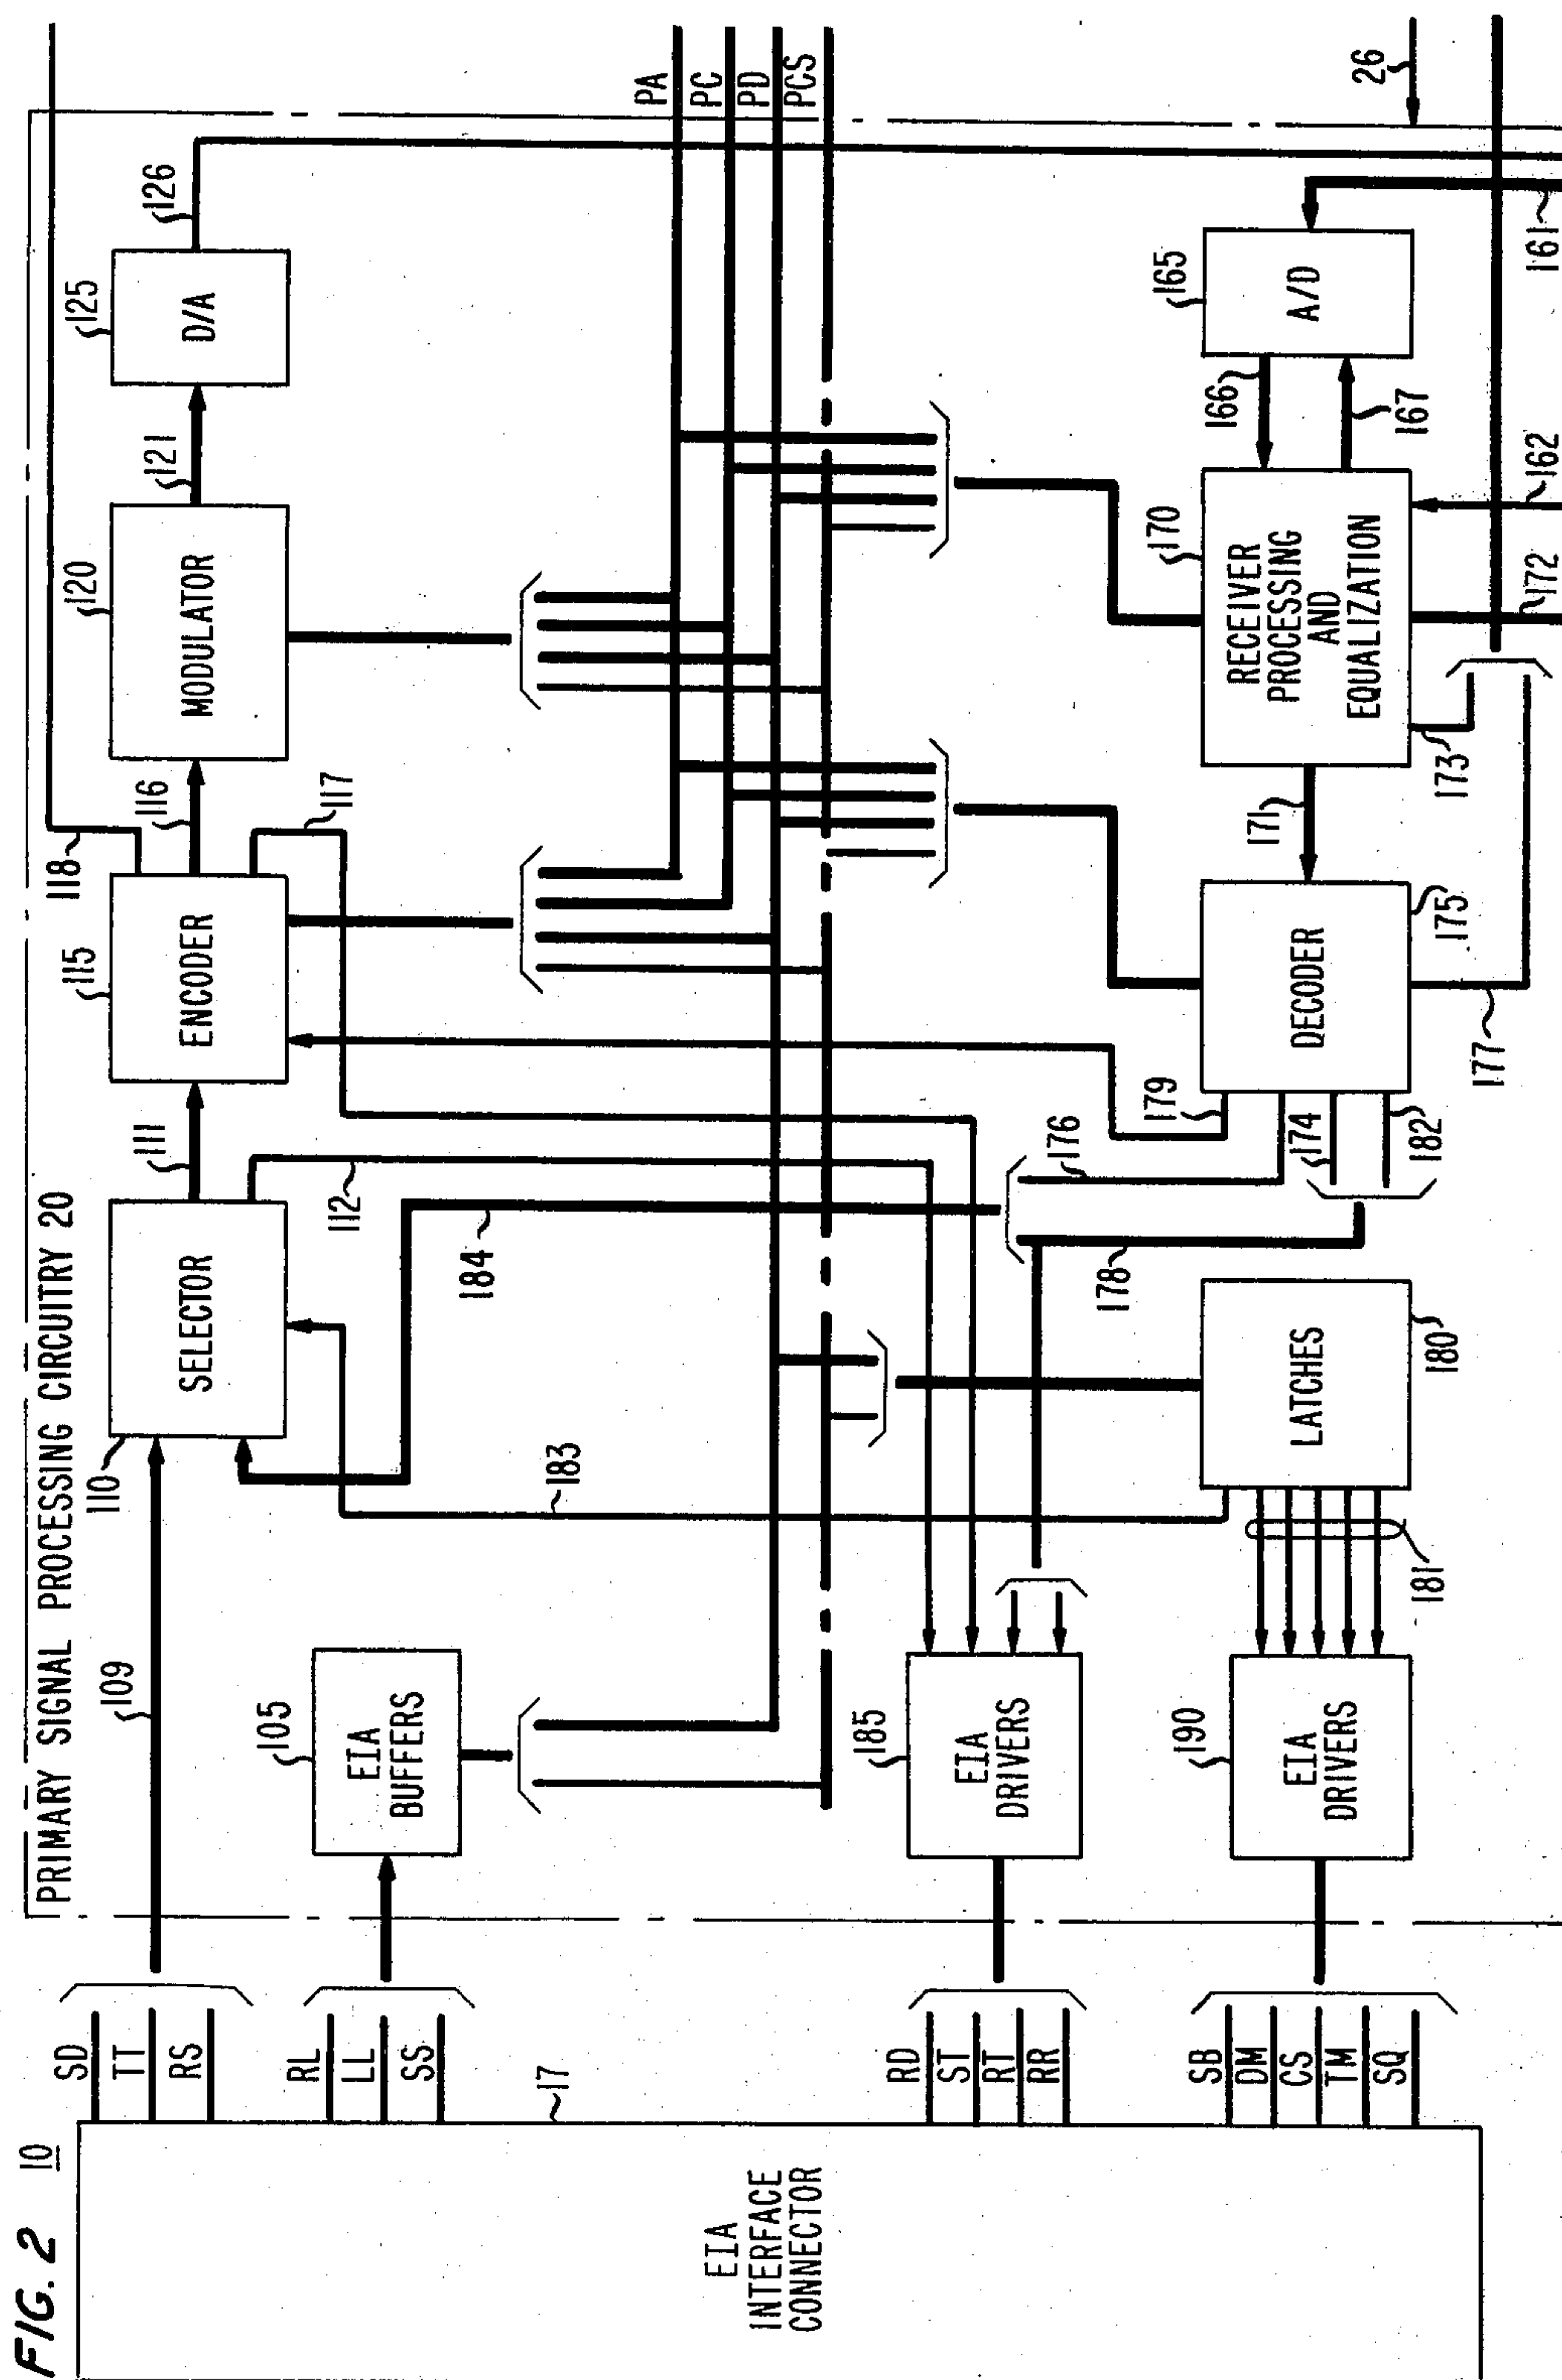 FIG. 2
10
PRIMARY SIGNAL PROCESSING CIRCUITRY 20
EIA
INTERFACE
CONNECTOR
17
SD
TT
RS
RL
LL
SS
RD
ST
RT
RR
SB
DM
CS
TM
SQ
109
110
SELECTOR
111
112
115
ENCODER
116
117
118
120
MODULATOR
121
125
D/A
126
105
EIA
BUFFERS
183
184
PA
PC
PD
PCS
185
EIA
DRIVERS
190
EIA
DRIVERS
181
LATCHES
180
178
176
174
182
179
DECODER
175
177
171
173
170
RECEIVER
PROCESSING
AND
EQUALIZATION
172
162
166
167
165
A/D
161
26